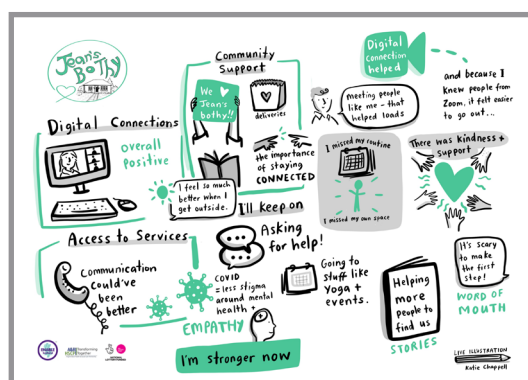 Jean's
Bothy
Community
Support
We
Jean's
bothy!!
deliveries
the importance
of staying
CONNECTED
Digital
connection
helped
meeting people
like me - that
helped loads
and because I
knew people from
Zoom, it felt easier
to go out...
Digital Connections
overall
positive
I feel so much
better when I
get outside.
I missed my routine
I missed my own space
There was kindness +
support
I'll keep on
Asking
for help!
Access to Services
Communication
could've
been
better
COVID
= less stigma
around mental
health +
EMPATHY
Going to
stuff like
Yoga +
events.
Helping
more
people to
find us
STORIES
It's scary
to make
the first
step!
WORD OF
MOUTH
I'm stronger now
LIVE ILLUSTRATION
Katie Chappell